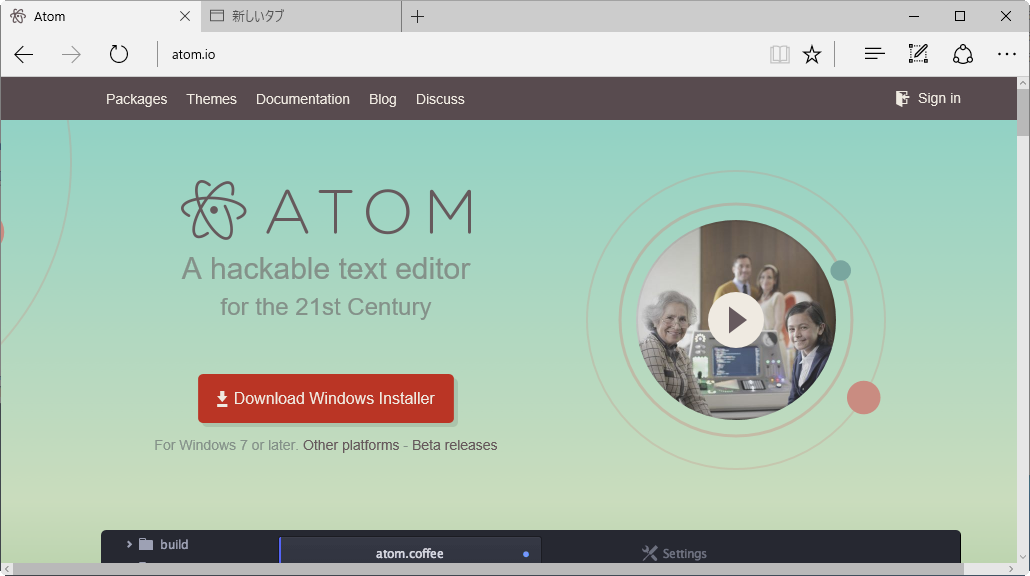 Atom
新しいタブ
atom.io
Packages Themes Documentation Blog Discuss
Sign in
ATOM
A hackable text editor
for the 21st Century
Download Windows Installer
For Windows 7 or later. Other platforms - Beta releases
build
atom.coffee
Settings